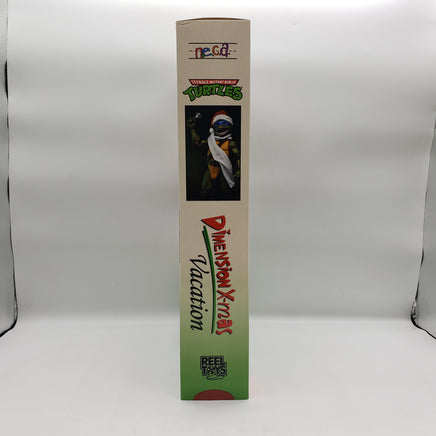 neca
TEENAGE MUTANT NINJA
TURTLES
DIMENSION X-mas
Vacation
REEL
TOYS